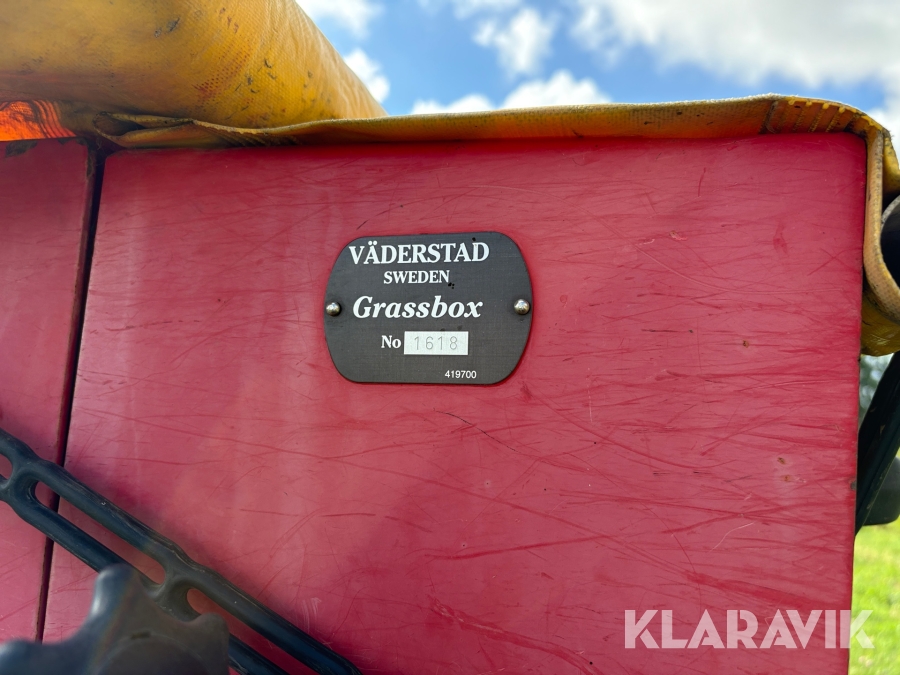 VÄDERSTAD
SWEDEN
Grassbox
No 1618
419700
KLARAVIK